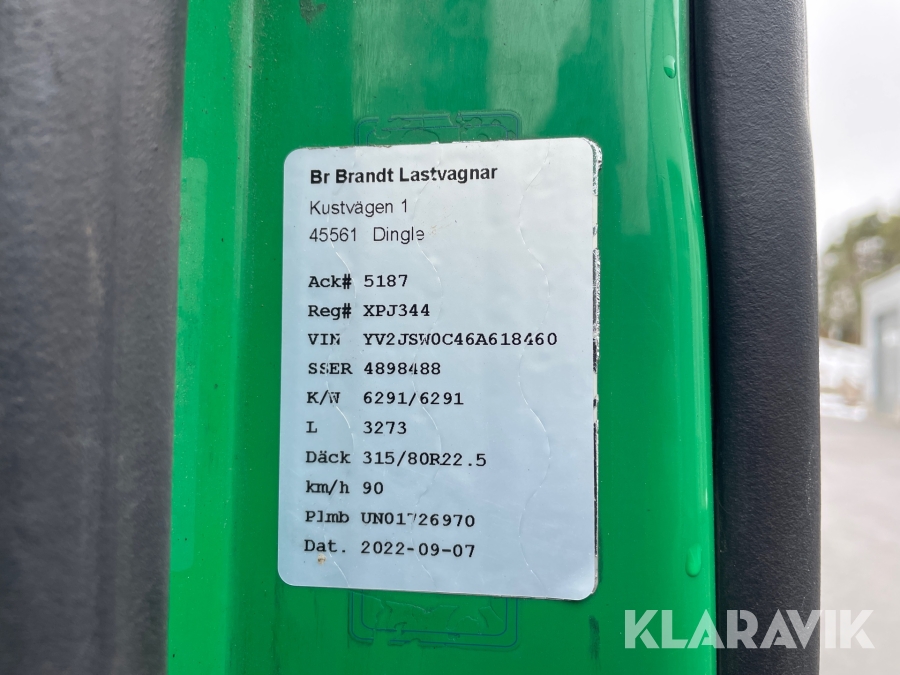 Br Brandt Lastvagnar
Kustvägen 1
45561 Dingle
Ack# 5187
Reg# XPJ344
VIN YV2JSW0C46A618460
SSER 4898488
K/W 6291/6291
L 3273
Däck 315/80R22.5
km/h 90
Plmb UN01726970
Dat. 2022-09-07
KLARAVIK